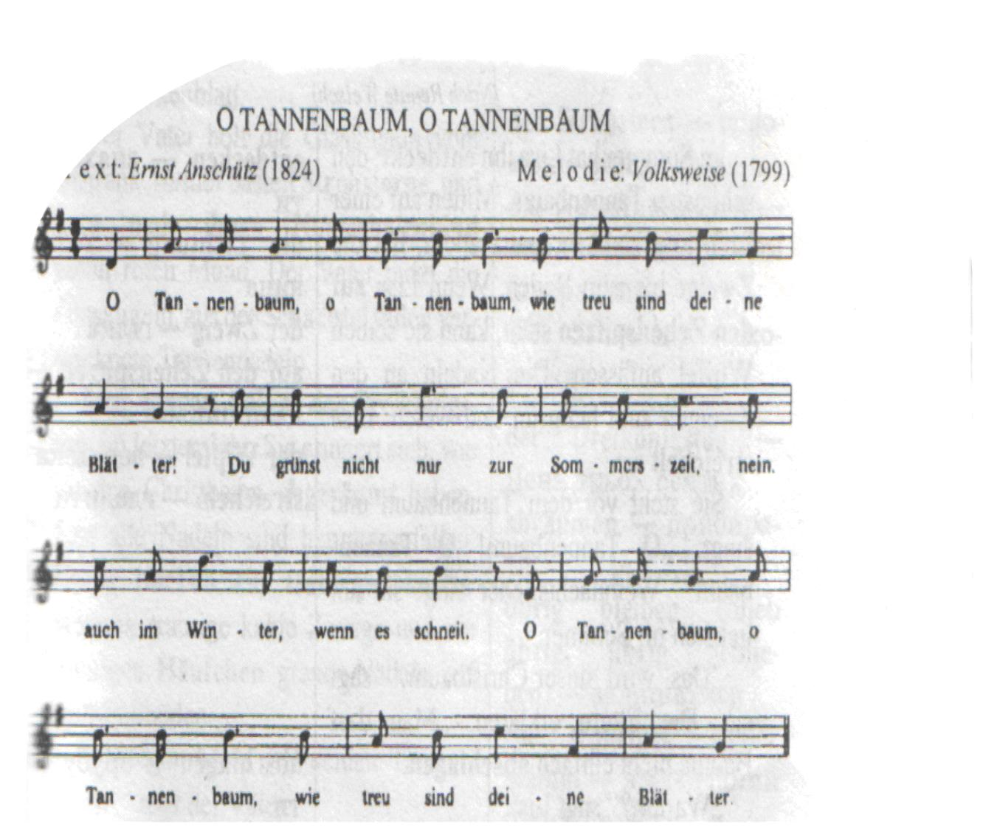 O TANNENBAUM, O TANNENBAUM
Text: Ernst Anschütz (1824) Melodie: Volksweise (1799)
O Tan - nen - baum, o Tan - nen - baum, wie treu sind dei - ne
Blät - ter! Du grünst nicht nur zur Som - mers - zeit, nein.
auch im Win - ter, wenn es schneit. O Tan - nen baum, o
Tan - nen - baum, wie treu sind dei - ne Blät - ter.